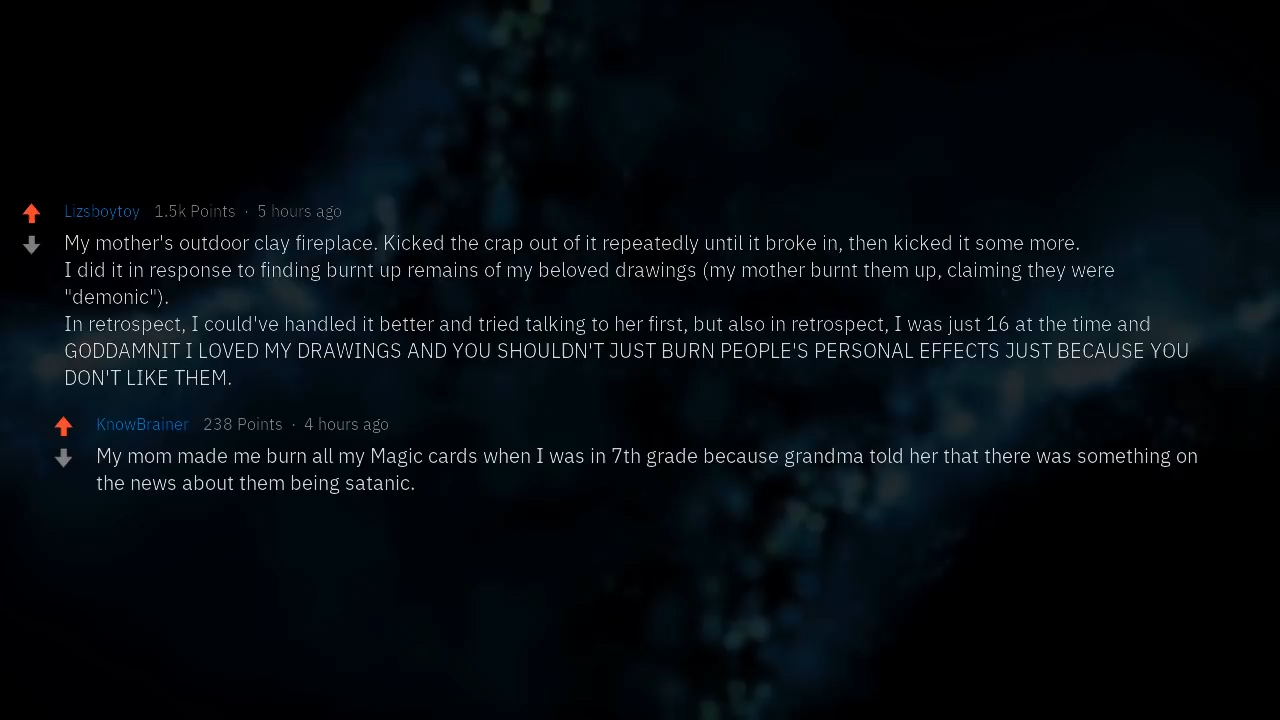 Lizsboytoy 1.5k Points · 5 hours ago
My mother's outdoor clay fireplace. Kicked the crap out of it repeatedly until it broke in, then kicked it some more.
I did it in response to finding burnt up remains of my beloved drawings (my mother burnt them up, claiming they were
"demonic").
In retrospect, I could've handled it better and tried talking to her first, but also in retrospect, I was just 16 at the time and
GODDAMNIT I LOVED MY DRAWINGS AND YOU SHOULDN'T JUST BURN PEOPLE'S PERSONAL EFFECTS JUST BECAUSE YOU
DON'T LIKE THEM.
KnowBrainer 238 Points · 4 hours ago
My mom made me burn all my Magic cards when I was in 7th grade because grandma told her that there was something on
the news about them being satanic.